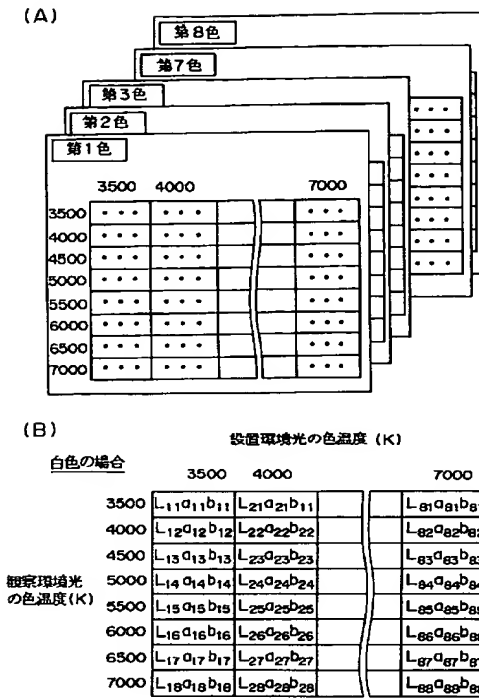 (A)
第8色
第7色
第3色
第2色
第1色
3500 4000 7000
3500 ・・・ ・・・ ・・・
4000 ・・・ ・・・ ・・・
4500 ・・・ ・・・ ・・・
5000 ・・・ ・・・ ・・・
5500 ・・・ ・・・ ・・・
6000 ・・・ ・・・ ・・・
6500 ・・・ ・・・ ・・・
7000 ・・・ ・・・ ・・・
(B)
設置環境光の色温度(K)
白色の場合
3500 4000 7000
3500 L11a11b11 L21a21b11 L81a81b81
4000 L12a12b12 L22a22b22 L82a82b82
4500 L13a13b13 L23a23b23 L83a83b83
観察環境光の色温度(K)
5000 L14a14b14 L24a24b24 L84a84b84
5500 L15a15b15 L25a25b25 L85a85b85
6000 L16a16b16 L26a26b26 L86a86b86
6500 L17a17b17 L27a27b27 L87a87b87
7000 L18a18b18 L28a28b28 L88a88b88